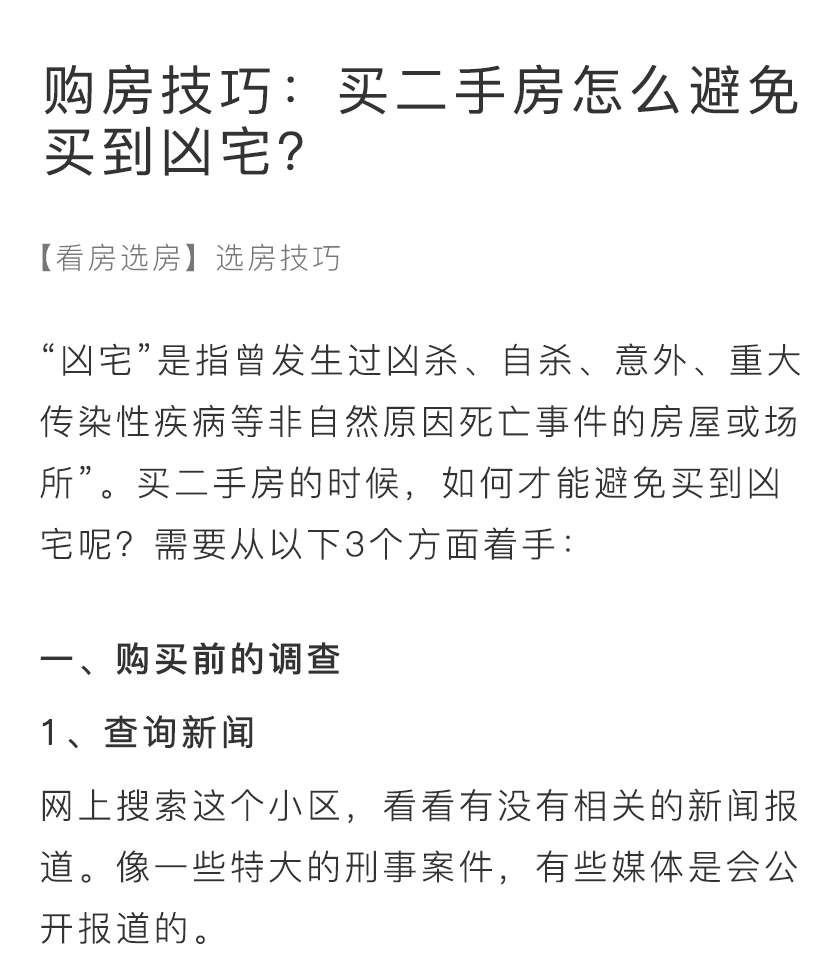 购房技巧：买二手房怎么避免
买到凶宅？
【看房选房】选房技巧
“凶宅”是指曾发生过凶杀、自杀、意外、重大
传染性疾病等非自然原因死亡事件的房屋或场
所”。买二手房的时候，如何才能避免买到凶
宅呢？需要从以下3个方面着手：
一、购买前的调查
1、查询新闻
网上搜索这个小区，看看有没有相关的新闻报
道。像一些特大的刑事案件，有些媒体是会公
开报道的。